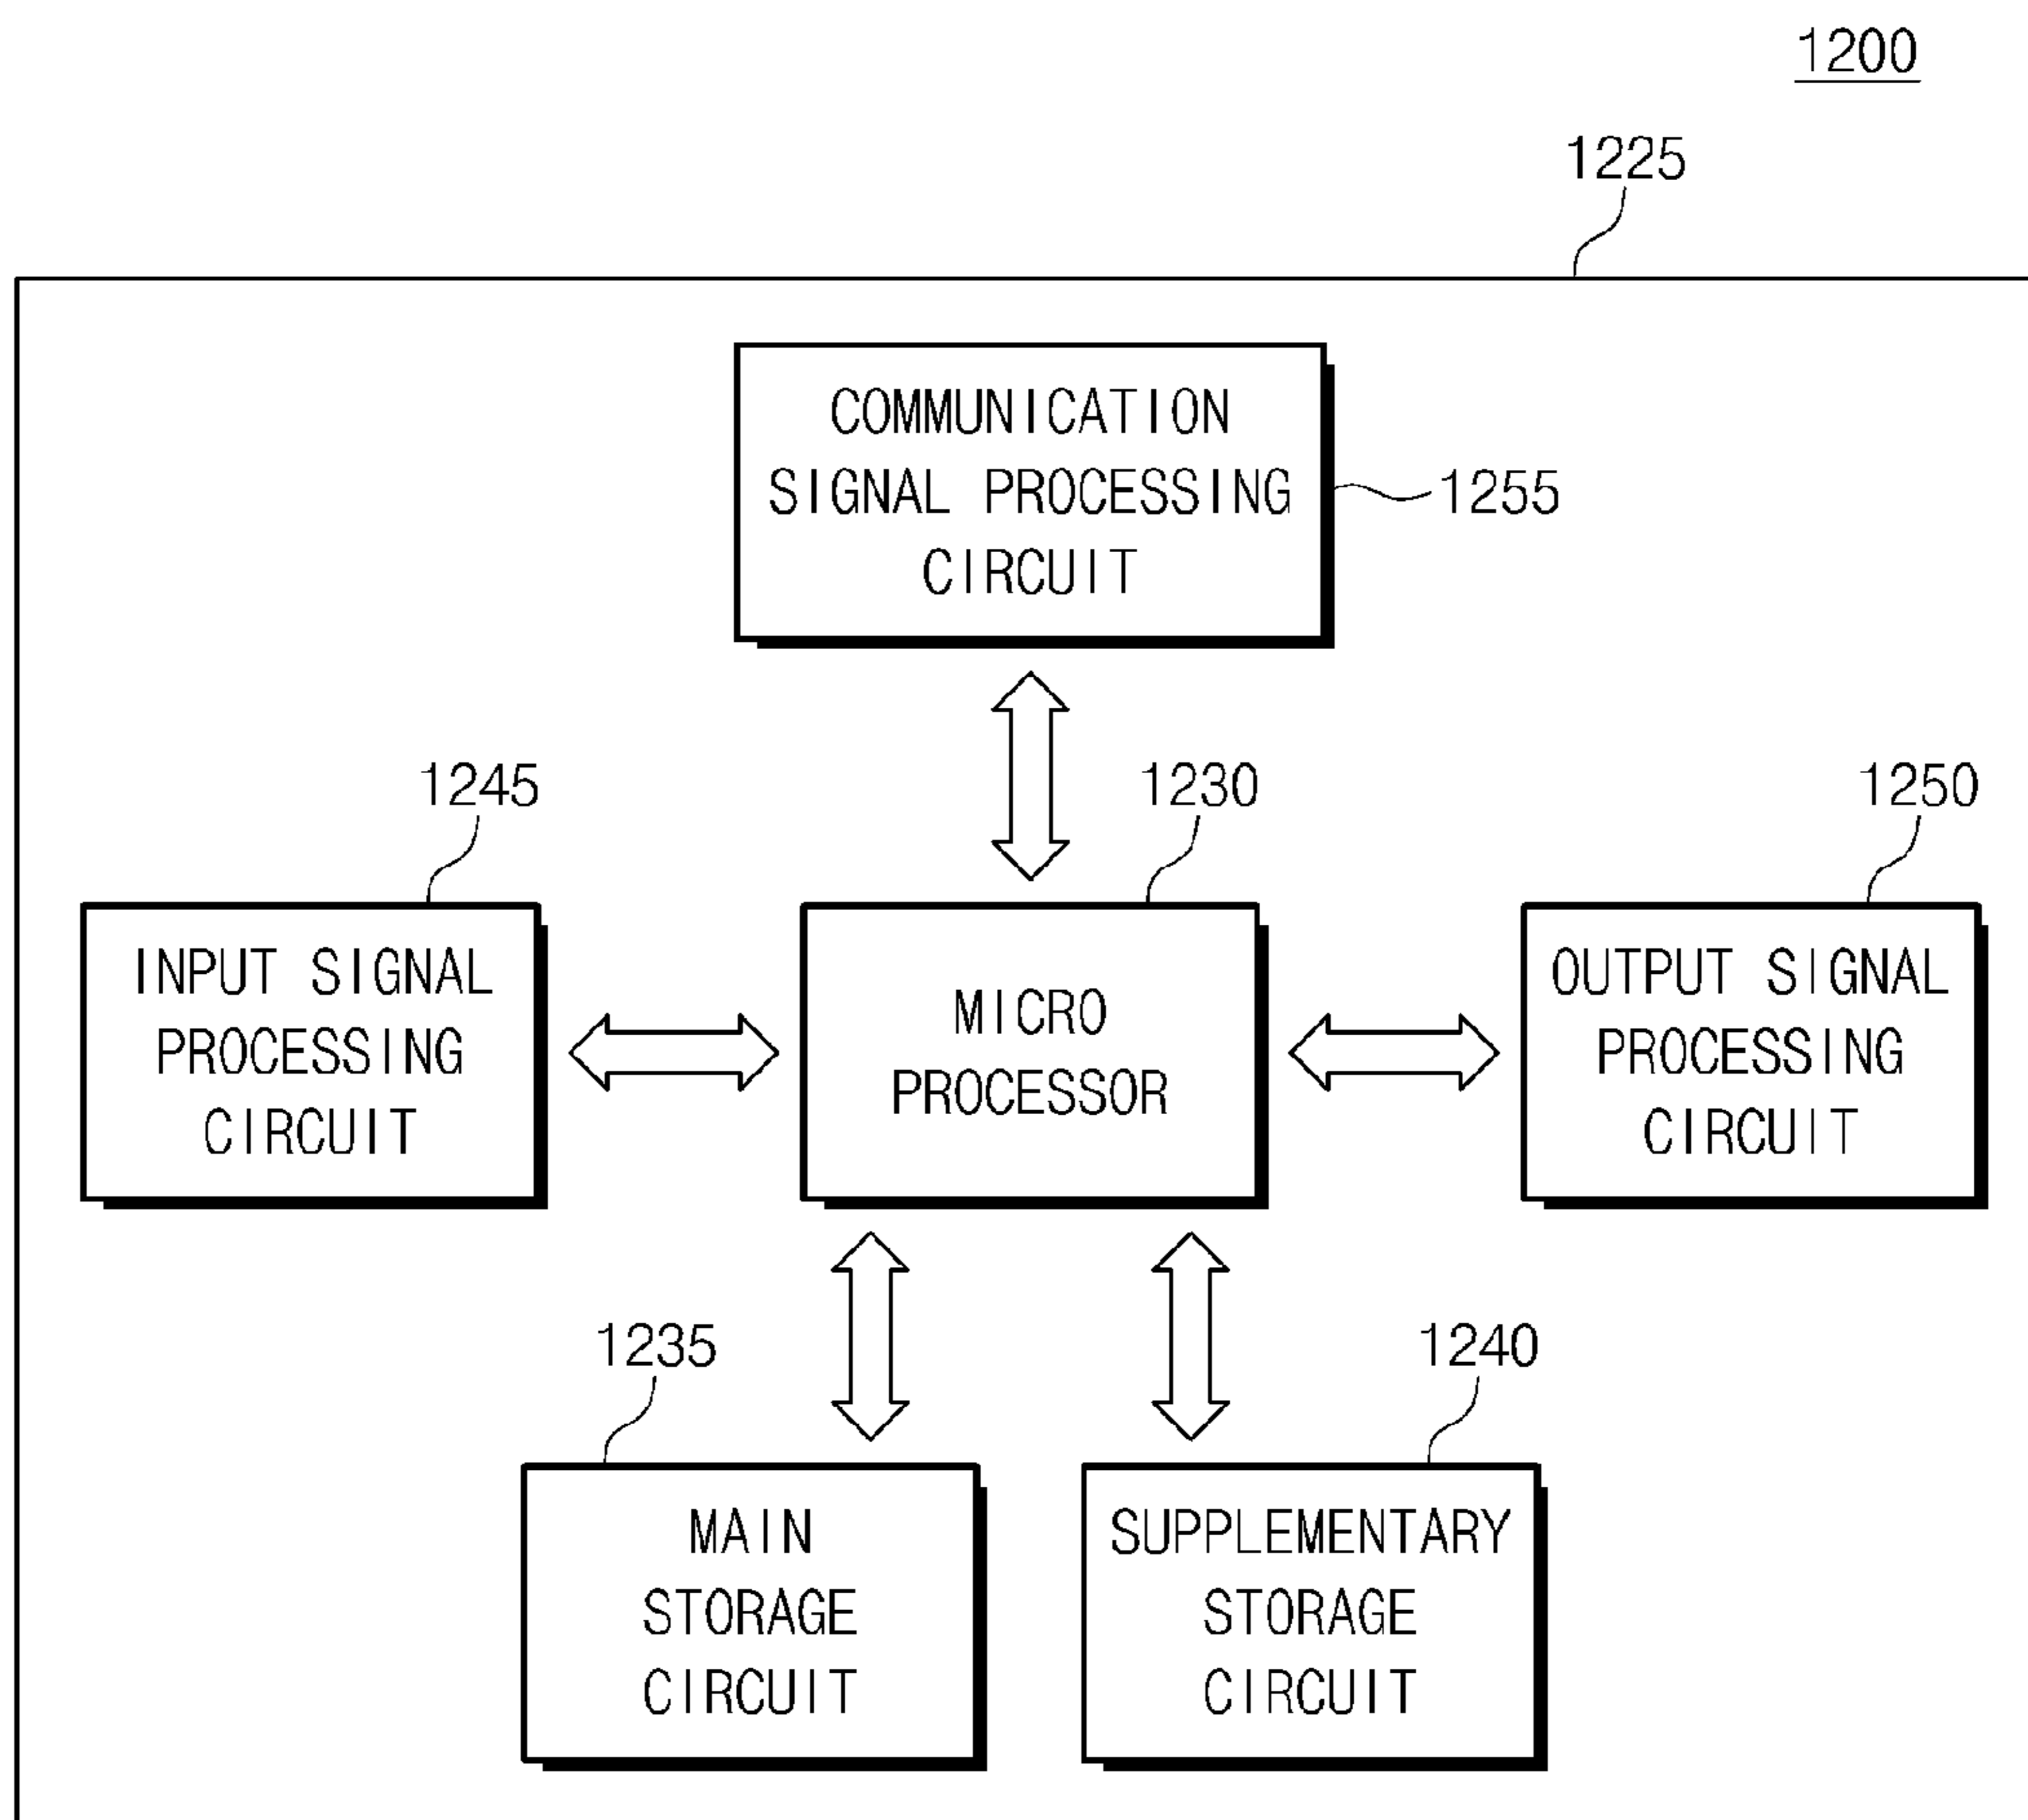 1200
1225
COMMUNICATION
SIGNAL PROCESSING
CIRCUIT
1255
1245
1230
1250
INPUT SIGNAL
PROCESSING
CIRCUIT
MICRO
PROCESSOR
OUTPUT SIGNAL
PROCESSING
CIRCUIT
1235
1240
MAIN
STORAGE
CIRCUIT
SUPPLEMENTARY
STORAGE
CIRCUIT